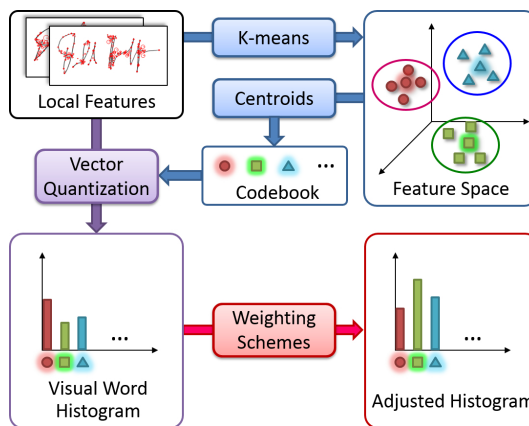 K-means
Local Features
Centroids
Vector
Quantization
...
Codebook
Feature Space
...
Visual Word
Histogram
Weighting
Schemes
...
Adjusted Histogram